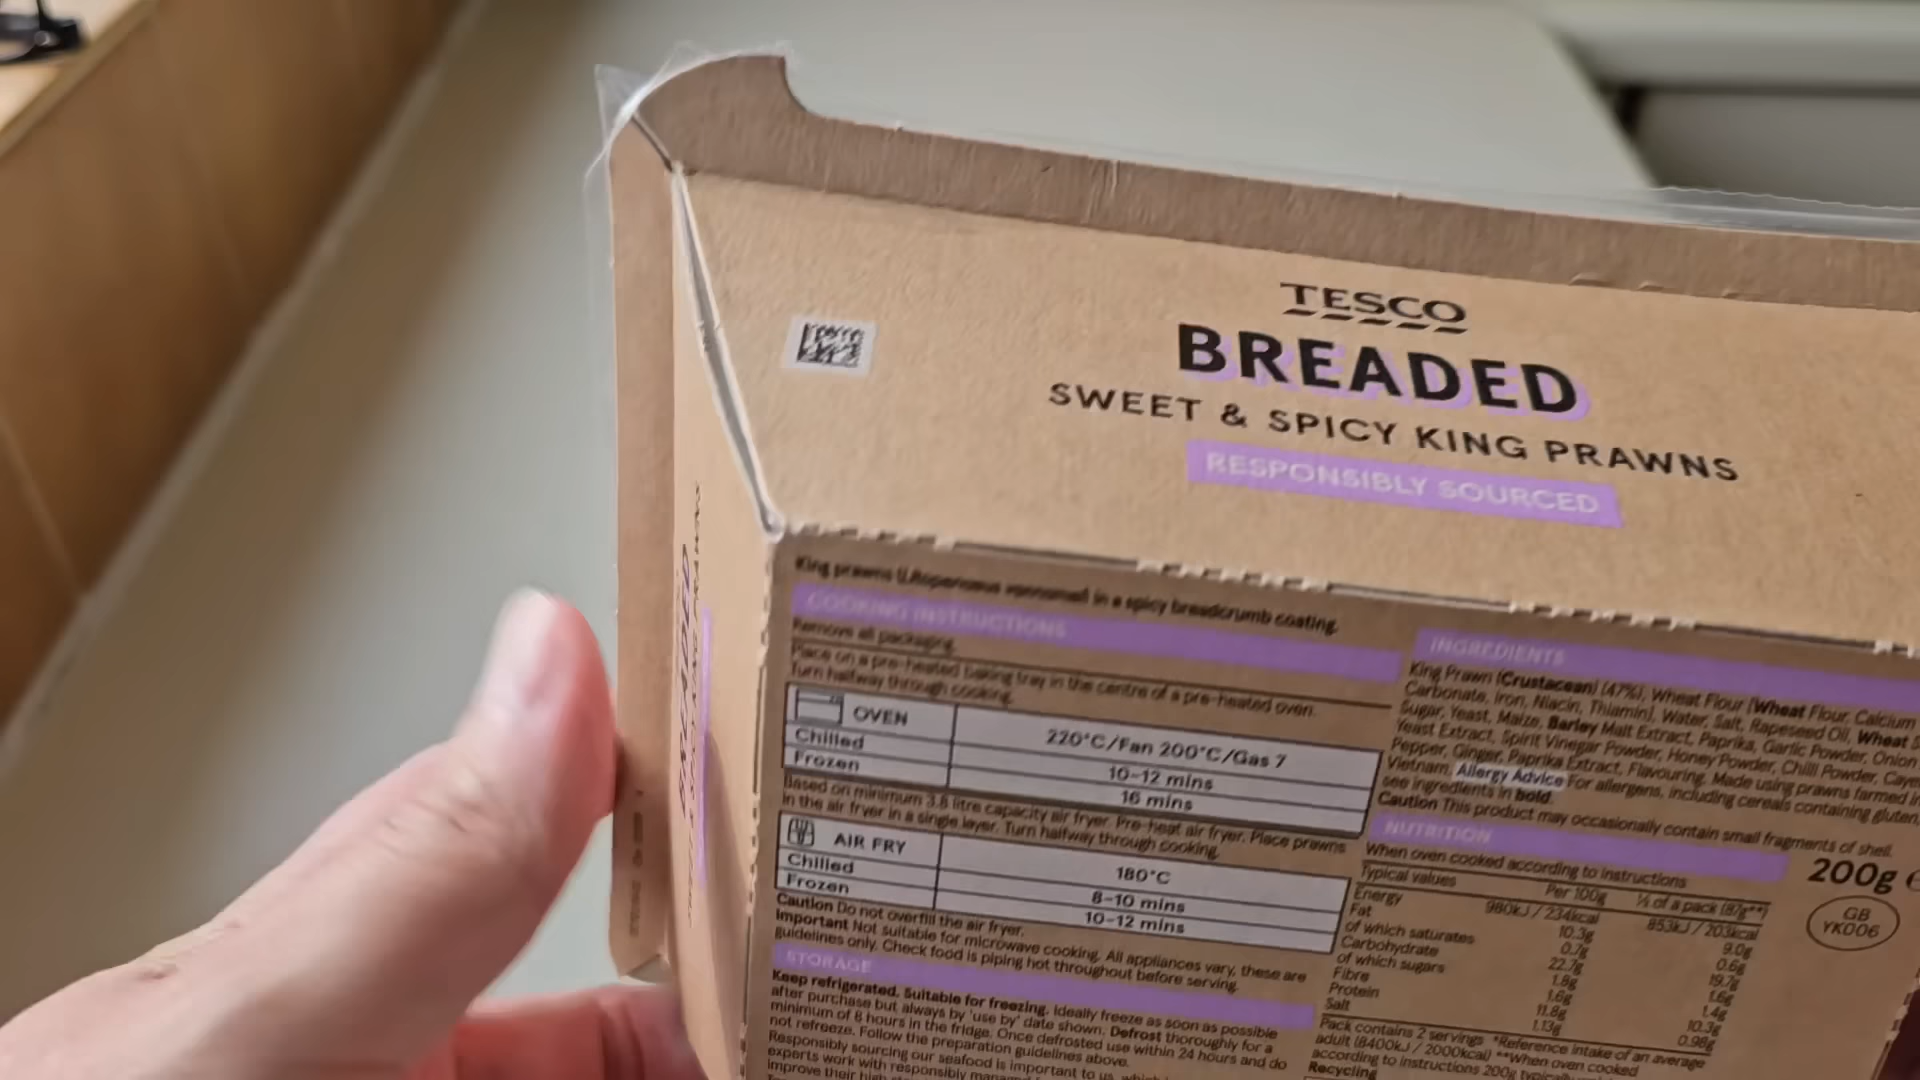 TESCO
BREADED
SWEET & SPICY KING PRAWNS
RESPONSIBLY SOURCED
King prawns in a spicy breadcrumb coating.
COOKING INSTRUCTIONS
Remove all packaging.
Place on a pre-heated baking tray in the centre of a pre-heated oven.
Turn halfway through cooking.
OVEN 220°C/Fan 200°C/Gas 7
Chilled 10-12 mins
Frozen 16 mins
Based on minimum 3.8 litre capacity air fryer. Pre-heat air fryer. Place prawns
in the air fryer in a single layer. Turn halfway through cooking.
AIR FRY 180°C
Chilled 8-10 mins
Frozen 10-12 mins
Caution Do not overfill the air fryer.
Important Not suitable for microwave cooking. All appliances vary, these are
guidelines only. Check food is piping hot throughout before serving.
STORAGE
Keep refrigerated. Suitable for freezing. Ideally freeze as soon as possible
after purchase but always by 'use by' date shown. Defrost thoroughly for a
minimum of 6 hours in the fridge. Once defrosted use within 24 hours and do
not refreeze. Follow the preparation guidelines above.
Responsibly sourcing our seafood is important to us, which
experts work with responsibly
improve their high
INGREDIENTS
King Prawn (Crustacean) (47%), Wheat Flour (Wheat Flour, Calcium
Carbonate, Iron, Niacin, Thiamin), Water, Salt, Rapeseed Oil, Wheat
Sugar, Yeast, Maize, Barley Malt Extract, Paprika, Garlic Powder, Onion
Yeast Extract, Spirit Vinegar Powder, Honey Powder, Chilli Powder,
Pepper, Ginger, Paprika Extract, Flavouring. Made using prawns farmed in
Vietnam. Allergy Advice For allergens, including cereals containing gluten,
see ingredients in bold.
Caution This product may occasionally contain small fragments of shell.
NUTRITION
When oven cooked according to instructions
Typical values Per 100g ½ of a pack (87g**)
Energy 980kJ / 234kcal 853kJ / 203kcal
Fat 10.3g 9.0g
of which saturates 0.7g 0.6g
Carbohydrate 22.7g 19.7g
of which sugars 1.8g 1.6g
Fibre 1.6g 1.4g
Protein 11.8g 10.3g
Salt 1.13g 0.98g
Pack contains 2 servings *Reference intake of an average
adult (8400kJ / 2000kcal) **When oven cooked
according to instructions 200g typically
Recycling
200g e
GB
YK006
BREADED